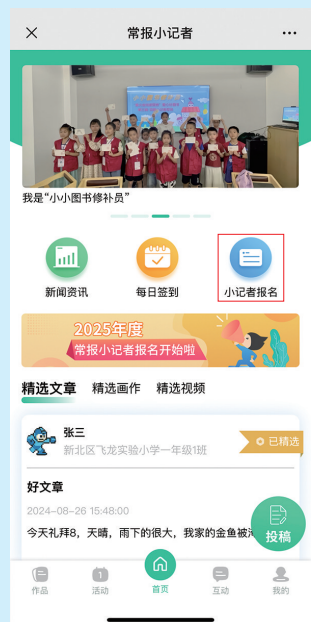 常报小记者
我是“小小图书修补员”
新闻资讯
每日签到
小记者报名
2025年度
常报小记者报名开始啦
精选文章 精选画作 精选视频
张三
新北区飞龙实验小学一年级1班
已精选
好文章
2024-08-26 15:48:00
今天礼拜8，天晴，雨下的很大，我家的金鱼被
投稿
作品
活动
首页
互动
我的